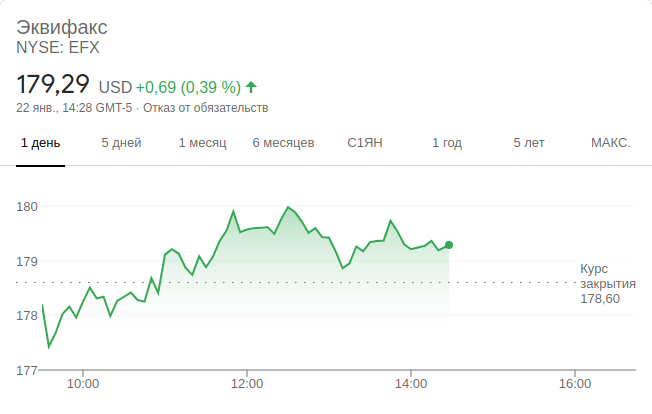 Эквифакс
NYSE: EFX
179,29 USD +0,69 (0,39 %)
22 янв., 14:28 GMT-5 · Отказ от обязательств
1 день 5 дней 1 месяц 6 месяцев С1ЯН 1 год 5 лет МАКС.
180
179
178
177
Курс
закрытия
178,60
10:00 12:00 14:00 16:00